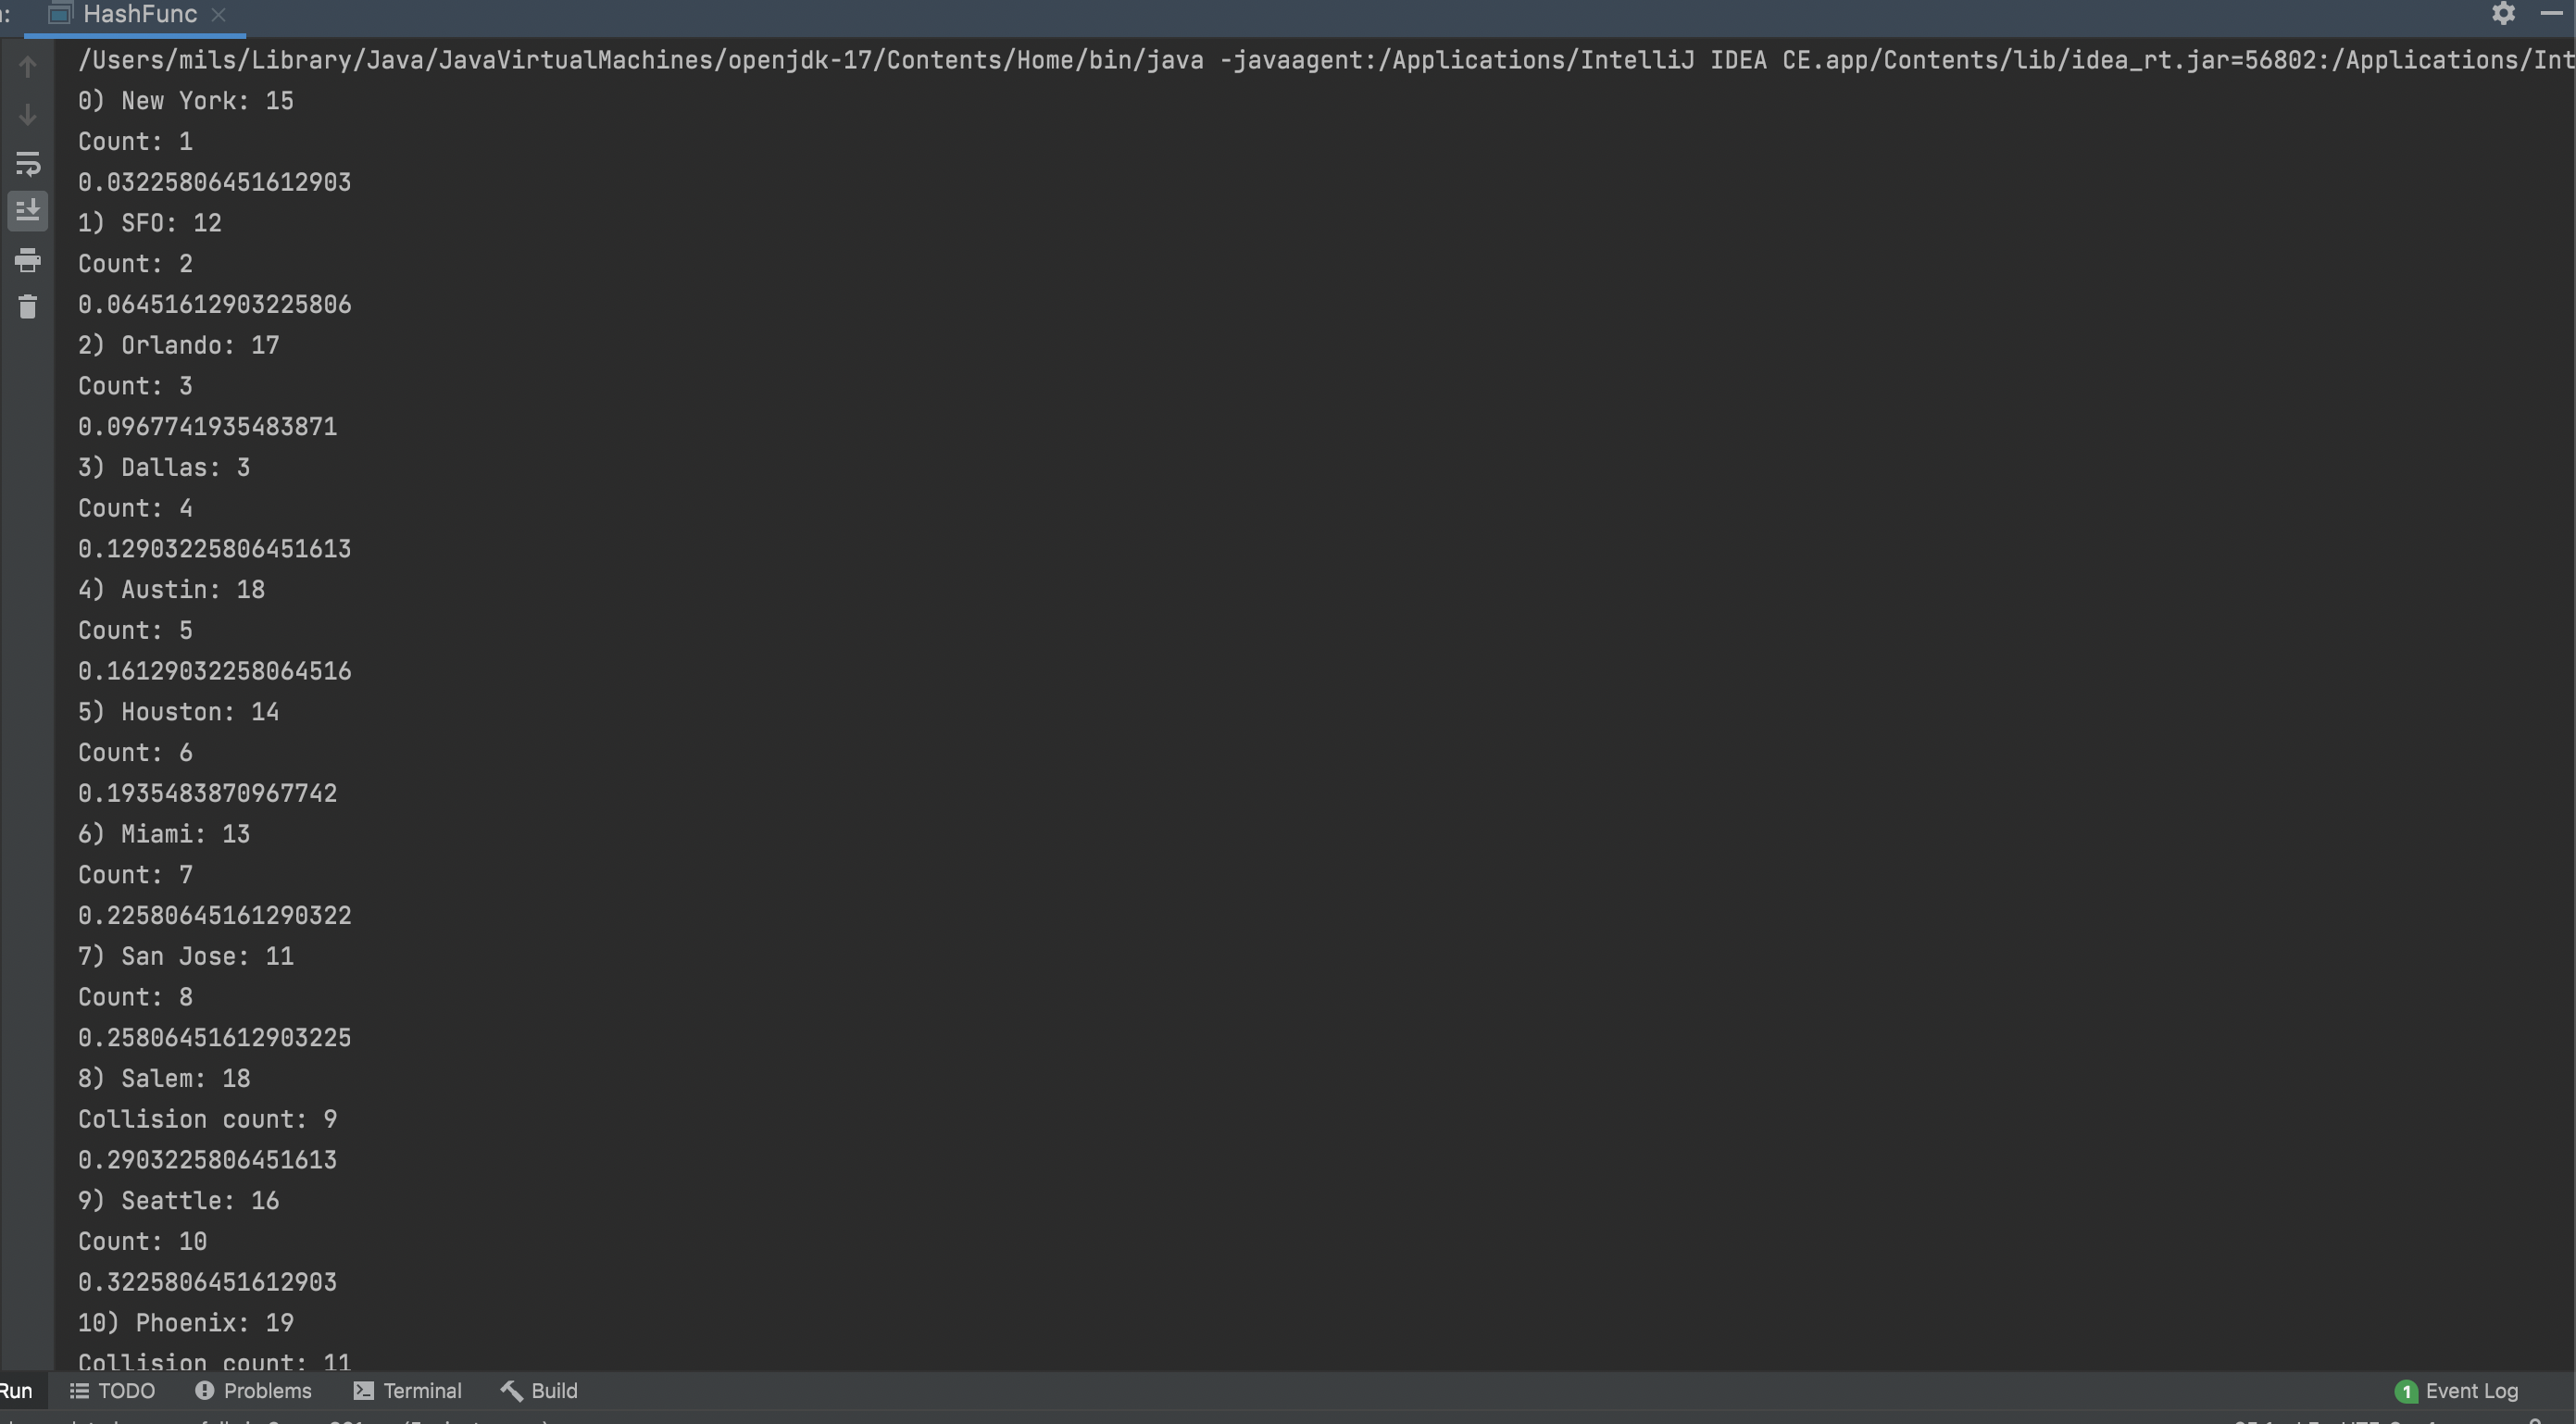 HashFunc
/Users/mils/Library/Java/JavaVirtualMachines/openjdk-17/Contents/Home/bin/java -javaagent:/Applications/IntelliJ IDEA CE.app/Contents/lib/idea_rt.jar=56802:/Applications/Int
0) New York: 15
Count: 1
0.03225806451612903
1) SFO: 12
Count: 2
0.06451612903225806
2) Orlando: 17
Count: 3
0.0967741935483871
3) Dallas: 3
Count: 4
0.12903225806451613
4) Austin: 18
Count: 5
0.16129032258064516
5) Houston: 14
Count: 6
0.1935483870967742
6) Miami: 13
Count: 7
0.22580645161290322
7) San Jose: 11
Count: 8
0.25806451612903225
8) Salem: 18
Collision count: 9
0.2903225806451613
9) Seattle: 16
Count: 10
0.3225806451612903
10) Phoenix: 19
Collision count: 11
Run TODO Problems Terminal Build 1 Event Log